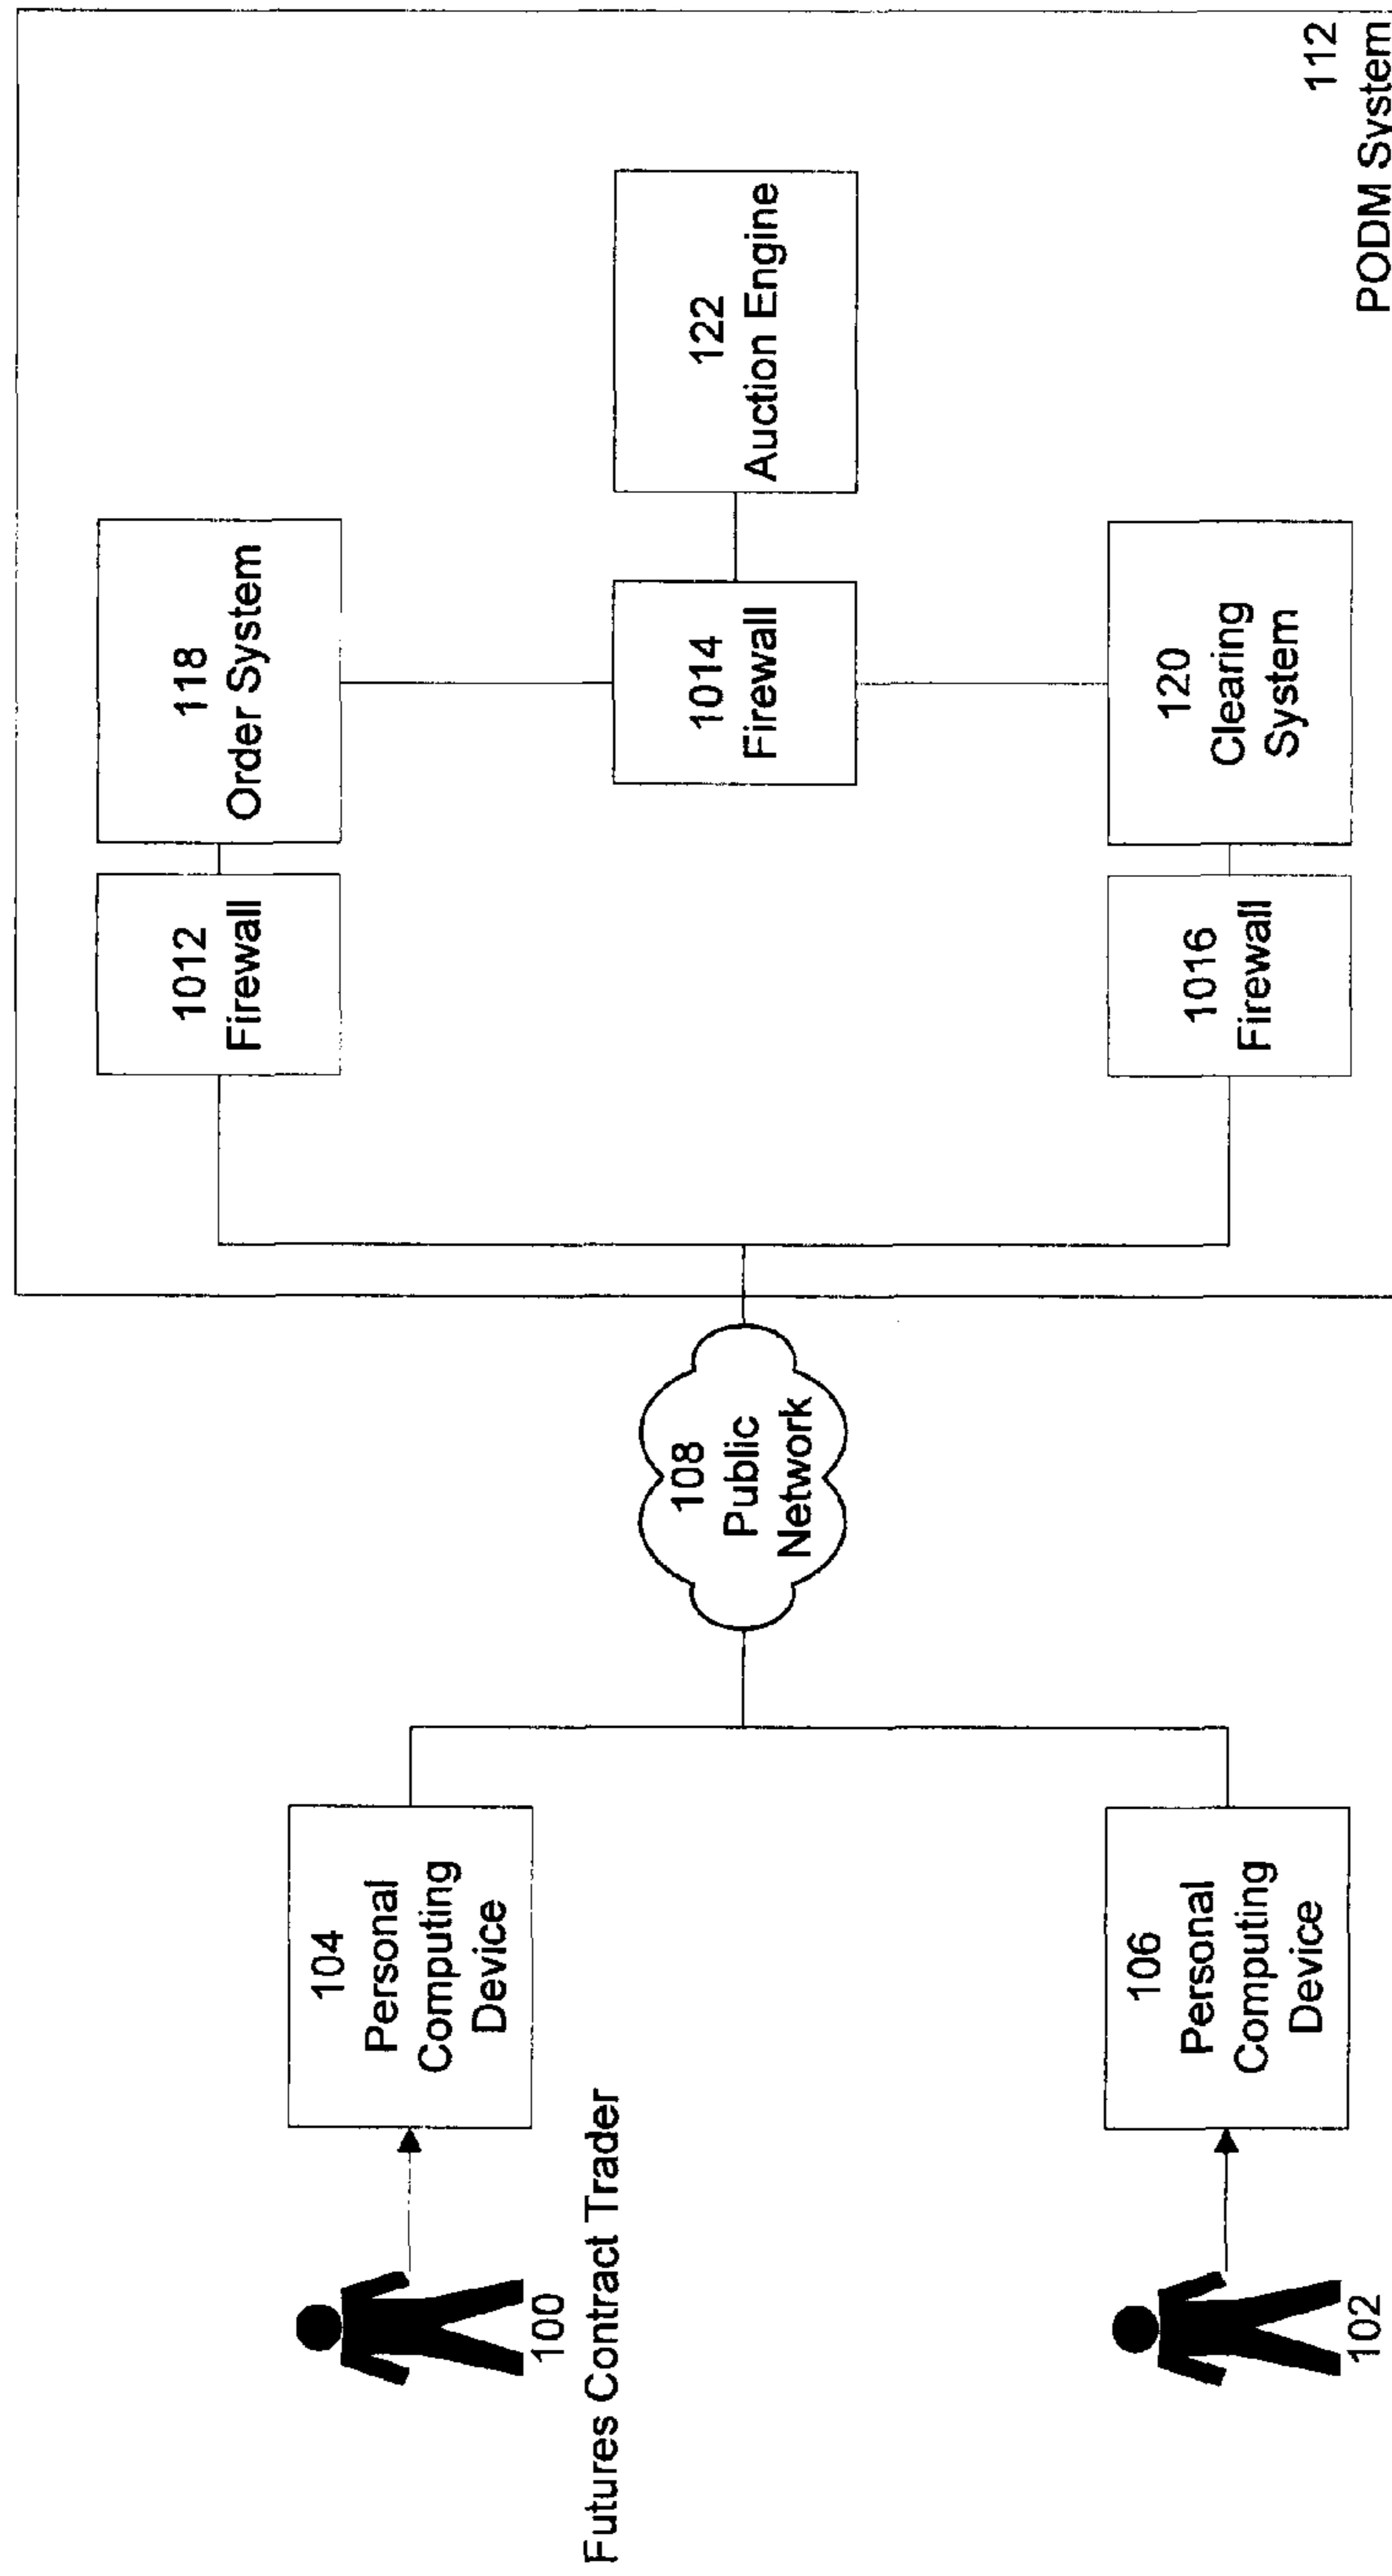 100
Futures Contract Trader
102
104
Personal
Computing
Device
106
Personal
Computing
Device
108
Public
Network
1012
Firewall
118
Order System
1014
Firewall
122
Auction Engine
1016
Firewall
120
Clearing
System
112
PODM System